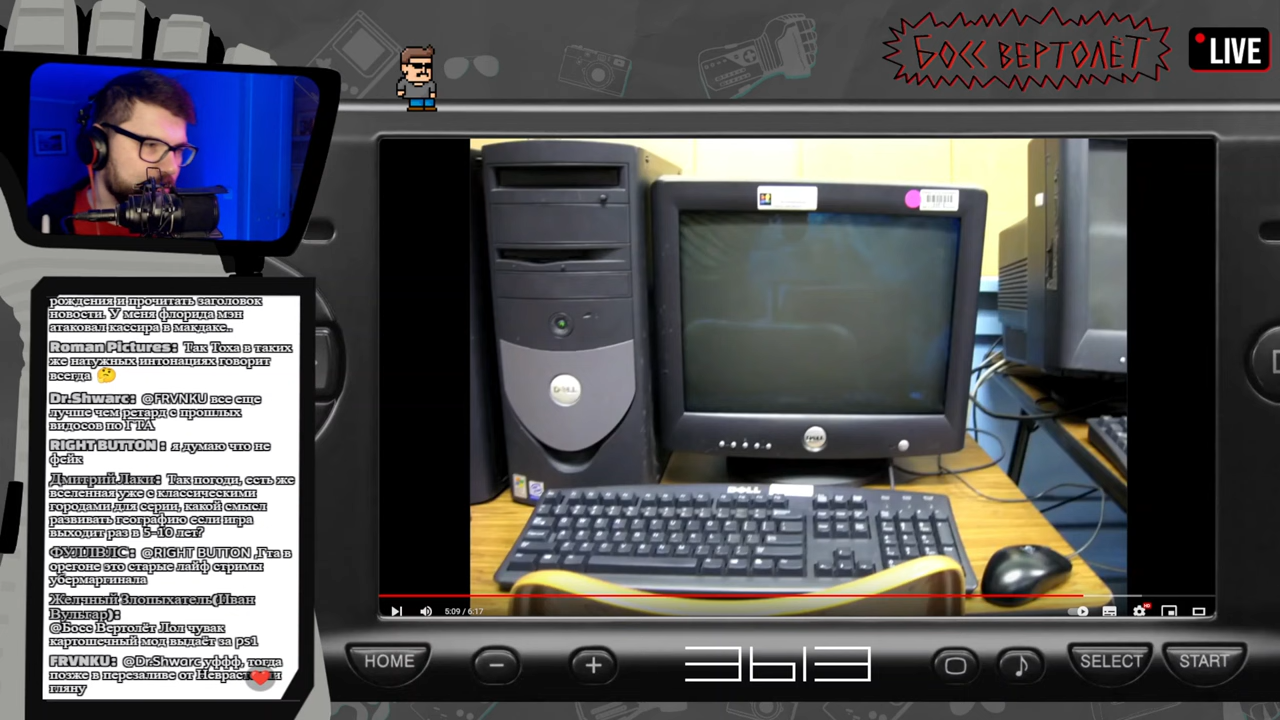 БОСС ВЕРТОЛЁТ
LIVE
рождения и прочитать заголовок
новости. У меня флорида мэн
атаковал кассира в макдаке..
Roman Pictures: Так Тоха в таких
же натужных интонациях говорит
всегда 🤔
Dr.Shwarc: @FRVNKU все еще
лучше чем ретард с прошлых
видосов по ГТА
RIGHT BUTTON : я думаю что не
фейк
Дмитрий Лаки: Так погоди, есть же
вселенная уже с классическими
городами для серии, какой смысл
развивать географию если игра
выходит раз в 5-10 лет?
ФУЛЛВЛС: @RIGHT BUTTON ,Гта в
орегоне это старые лайф стримы
убермаргинала
Желчный Злопыхатель(Иван
Вульгар):
@Босс Вертолёт Лол чувак
картошечный мод выдаёт за ps1
FRVNKU: @Dr.Shwarc уффф, тогда
позже в перезаливе от
гляну
DELL
DELL
DELL
5:09 / 6:17
HD
HOME
3613
SELECT
START